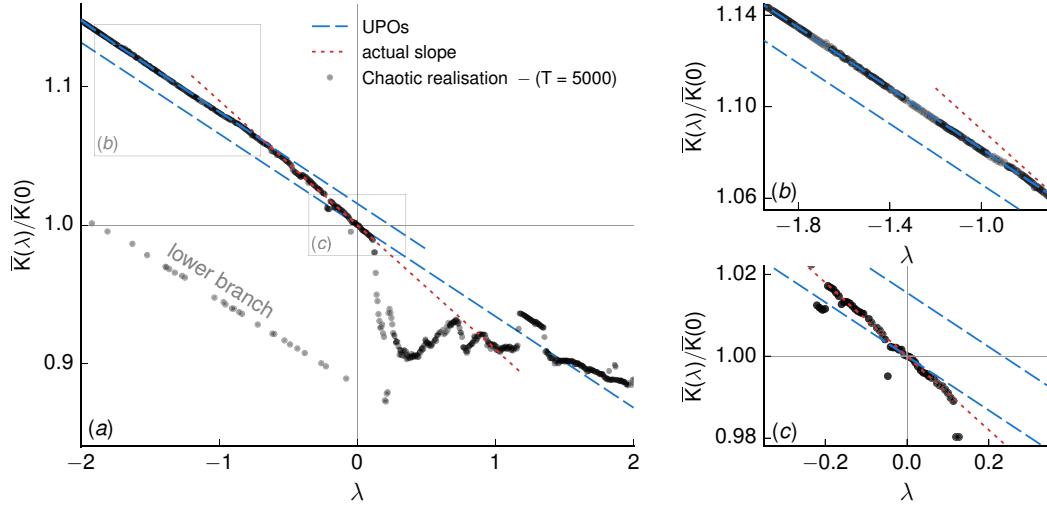 UPOs
actual slope
Chaotic realisation − (T = 5000)
(b)
(c)
lower branch
(a)
1.1
1.0
0.9
K̅(λ)/K̅(0)
−2
−1
0
1
2
λ
1.14
1.10
1.06
K̅(λ)/K̅(0)
(b)
−1.8
−1.4
−1.0
λ
1.02
1.00
0.98
K̅(λ)/K̅(0)
(c)
−0.2
0.0
0.2
λ